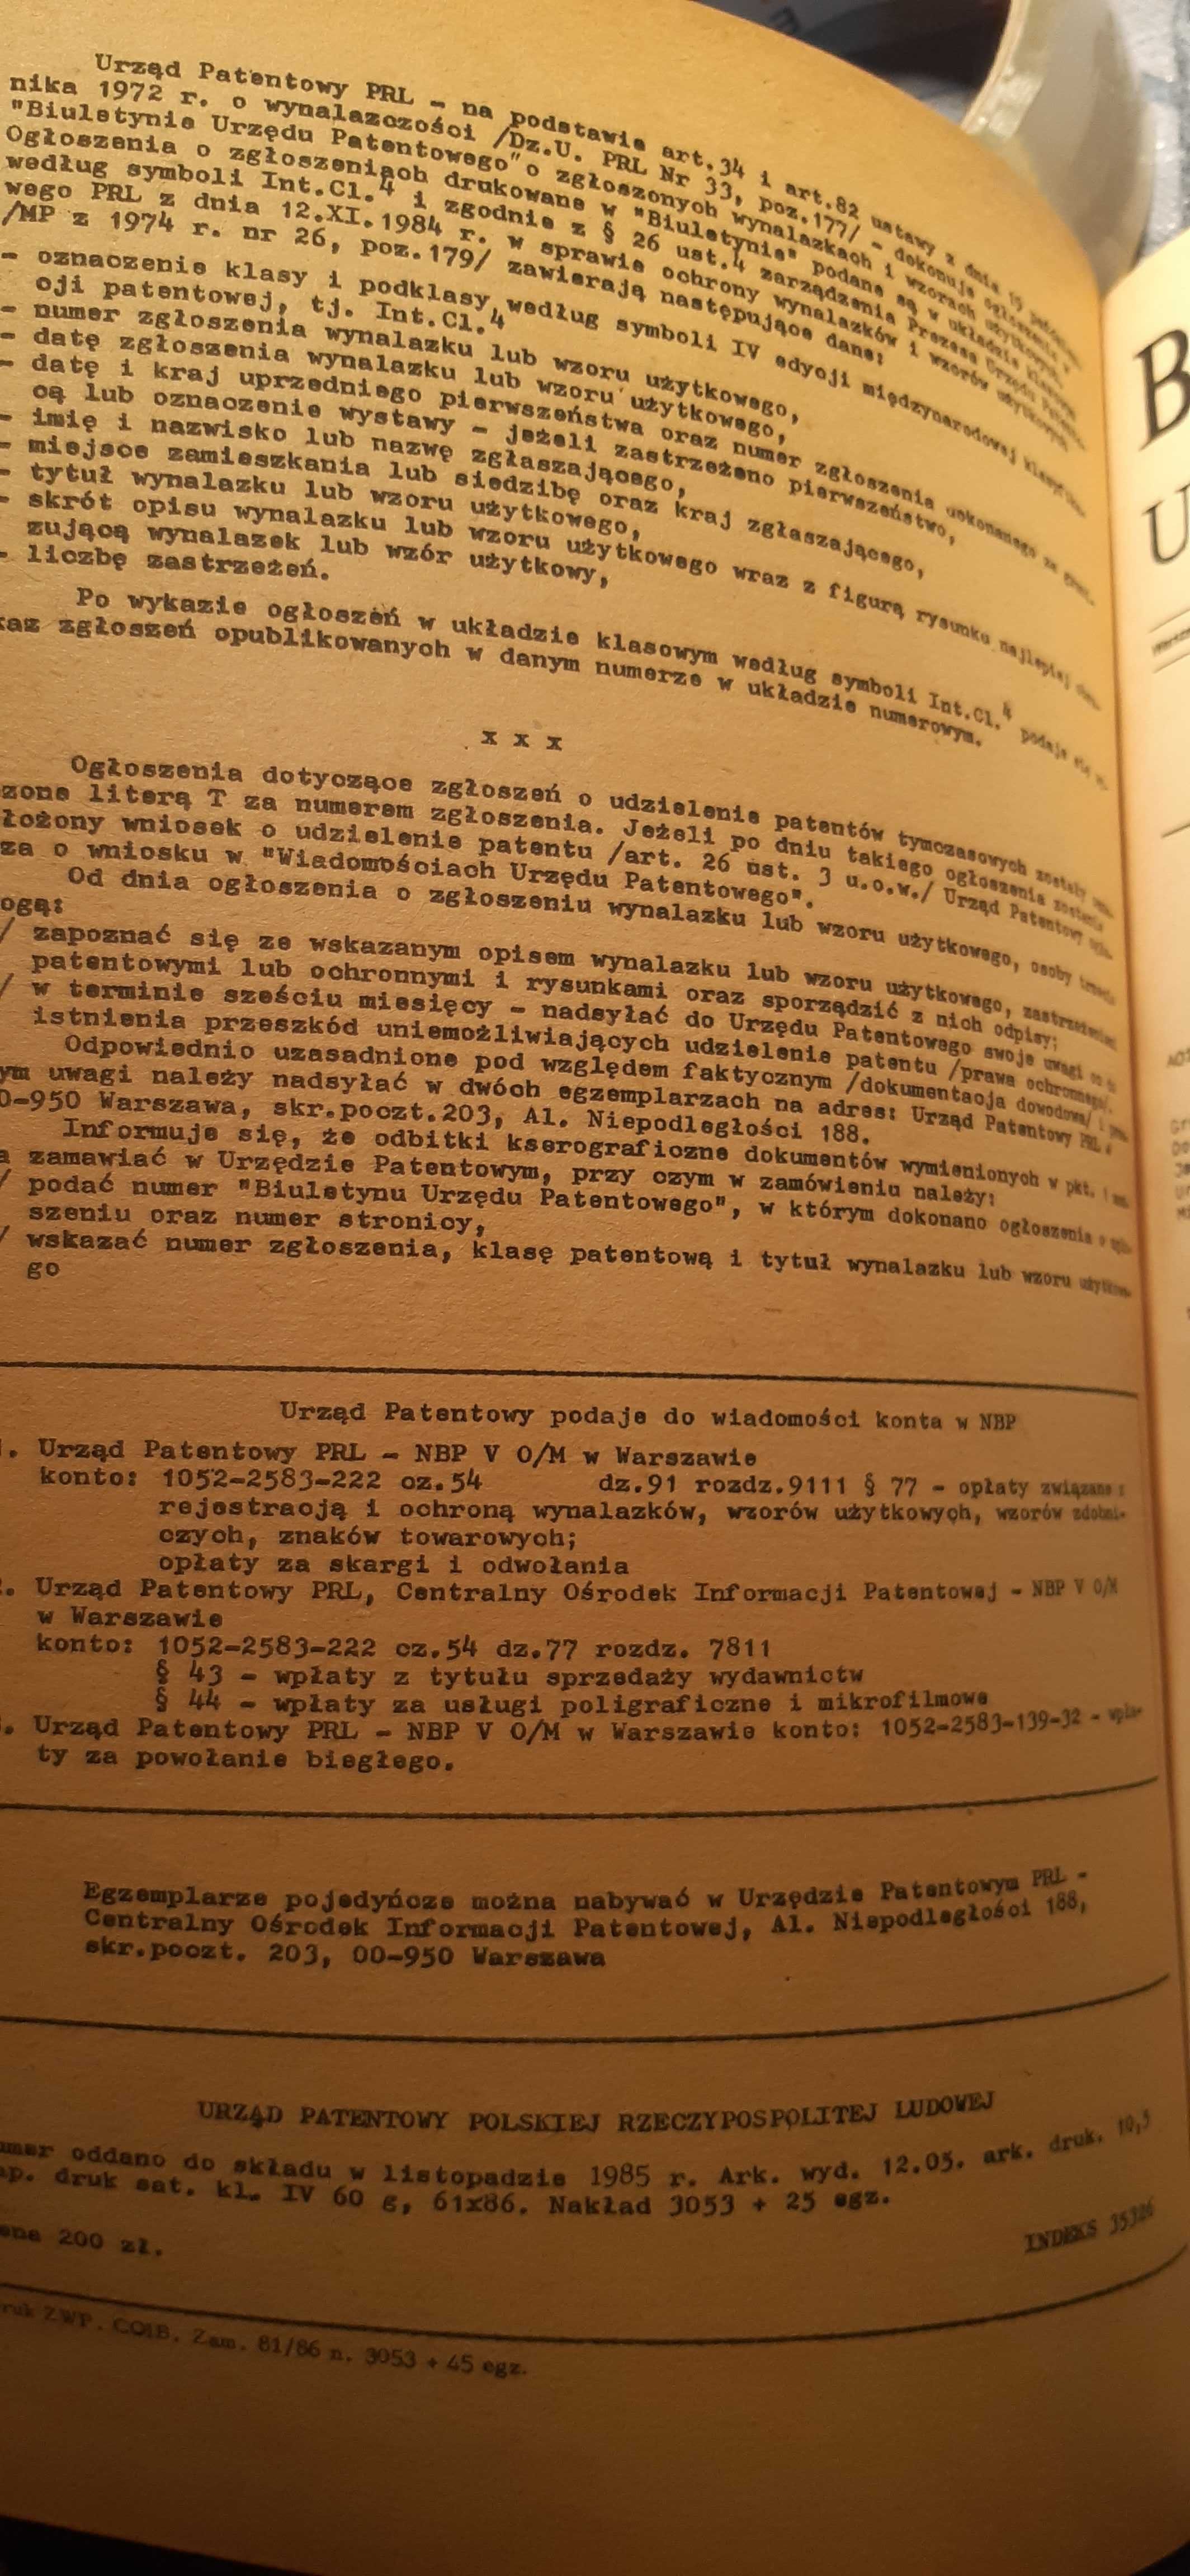 Urząd Patentowy PRL - na podstawie art.34 i art.82 ustawy z dnia 19
nika 1972 r. o wynalazczości /Dz.U. PRL Nr 33, poz.177/ - dokonuje ogłoszenia w
"Biuletynie Urzędu Patentowego" o zgłoszonych wynalazkach i wzorach użytkowych.
Ogłoszenia o zgłoszeniach drukowane w "Biuletynie" podane są w układzie klasowym
według symboli Int.Cl.4 i zgodnie z § 26 ust.4 zarządzenia Prezesa Urzędu Patento-
wego PRL z dnia 12.XI.1984 r. w sprawie ochrony wynalazków i wzorów użytkowych
/MP z 1974 r. nr 26, poz.179/ zawierają następujące dane:
- oznaczenie klasy i podklasy według symboli IV edycji międzynarodowej klasyfika-
cji patentowej, tj. Int.Cl.4
- numer zgłoszenia wynalazku lub wzoru użytkowego,
- datę zgłoszenia wynalazku lub wzoru użytkowego,
- datę i kraj uprzedniego pierwszeństwa oraz numer zgłoszenia dokonanego za grani-
cą lub oznaczenie wystawy - jeżeli zastrzeżono pierwszeństwo,
- imię i nazwisko lub nazwę zgłaszającego,
- miejsce zamieszkania lub siedzibę oraz kraj zgłaszającego,
- tytuł wynalazku lub wzoru użytkowego,
- skrót opisu wynalazku lub wzoru użytkowego wraz z figurą rysunku najlepiej
zującą wynalazek lub wzór użytkowy,
- liczbę zastrzeżeń.
Po wykazie ogłoszeń w układzie klasowym według symboli Int.Cl.4 podaje się
kaz zgłoszeń opublikowanych w danym numerze w układzie numerowym.
x x x
Ogłoszenia dotyczące zgłoszeń o udzielenie patentów tymczasowych zostały
zone literą T za numerem zgłoszenia. Jeżeli po dniu takiego ogłoszenia zostanie
łożony wniosek o udzielenie patentu /art. 26 ust. 3 u.o.w./ Urząd Patentowy
za o wniosku w "Wiadomościach Urzędu Patentowego".
Od dnia ogłoszenia o zgłoszeniu wynalazku lub wzoru użytkowego, osoby trzecie
ogą:
/ zapoznać się ze wskazanym opisem wynalazku lub wzoru użytkowego, zastrzeżeniami
patentowymi lub ochronnymi i rysunkami oraz sporządzić z nich odpisy;
/ w terminie sześciu miesięcy - nadsyłać do Urzędu Patentowego swoje uwagi co do
istnienia przeszkód uniemożliwiających udzielenie patentu /prawa ochronnego/.
Odpowiednio uzasadnione pod względem faktycznym /dokumentacja dowodowa/ i
ym uwagi należy nadsyłać w dwóch egzemplarzach na adres: Urząd Patentowy PRL
0-950 Warszawa, skr.poczt.203, Al. Niepodległości 188.
Informuje się, że odbitki kserograficzne dokumentów wymienionych w pkt. 1
a zamawiać w Urzędzie Patentowym, przy czym w zamówieniu należy:
/ podać numer "Biuletynu Urzędu Patentowego", w którym dokonano ogłoszenia o
szeniu oraz numer stronicy,
/ wskazać numer zgłoszenia, klasę patentową i tytuł wynalazku lub wzoru użytkowe-
go
Urząd Patentowy podaje do wiadomości konta w NBP
. Urząd Patentowy PRL - NBP V O/M w Warszawie
konto: 1052-2583-222 cz.54 dz.91 rozdz.9111 § 77 - opłaty związane z
rejestracją i ochroną wynalazków, wzorów użytkowych, wzorów zdobni-
czych, znaków towarowych;
opłaty za skargi i odwołania
. Urząd Patentowy PRL, Centralny Ośrodek Informacji Patentowej - NBP V O/M
w Warszawie
konto: 1052-2583-222 cz.54 dz.77 rozdz. 7811
§ 43 - wpłaty z tytułu sprzedaży wydawnictw
§ 44 - wpłaty za usługi poligraficzne i mikrofilmowe
. Urząd Patentowy PRL - NBP V O/M w Warszawie konto: 1052-2583-139-32 - wpła-
ty za powołanie biegłego.
Egzemplarze pojedyńcze można nabywać w Urzędzie Patentowym PRL -
Centralny Ośrodek Informacji Patentowej, Al. Niepodległości 188,
skr.poczt. 203, 00-950 Warszawa
URZĄD PATENTOWY POLSKIEJ RZECZYPOSPOLITEJ LUDOWEJ
umer oddano do składu w listopadzie 1985 r. Ark. wyd. 12.05. ark. druk. 10,5
ap. druk sat. kl. IV 60 g, 61x86. Nakład 3053 + 25 egz.
ena 200 zł.
INDEKS 35326
ruk ZWP. COIB. Zam. 81/86 n. 3053 + 45 egz.
B
U